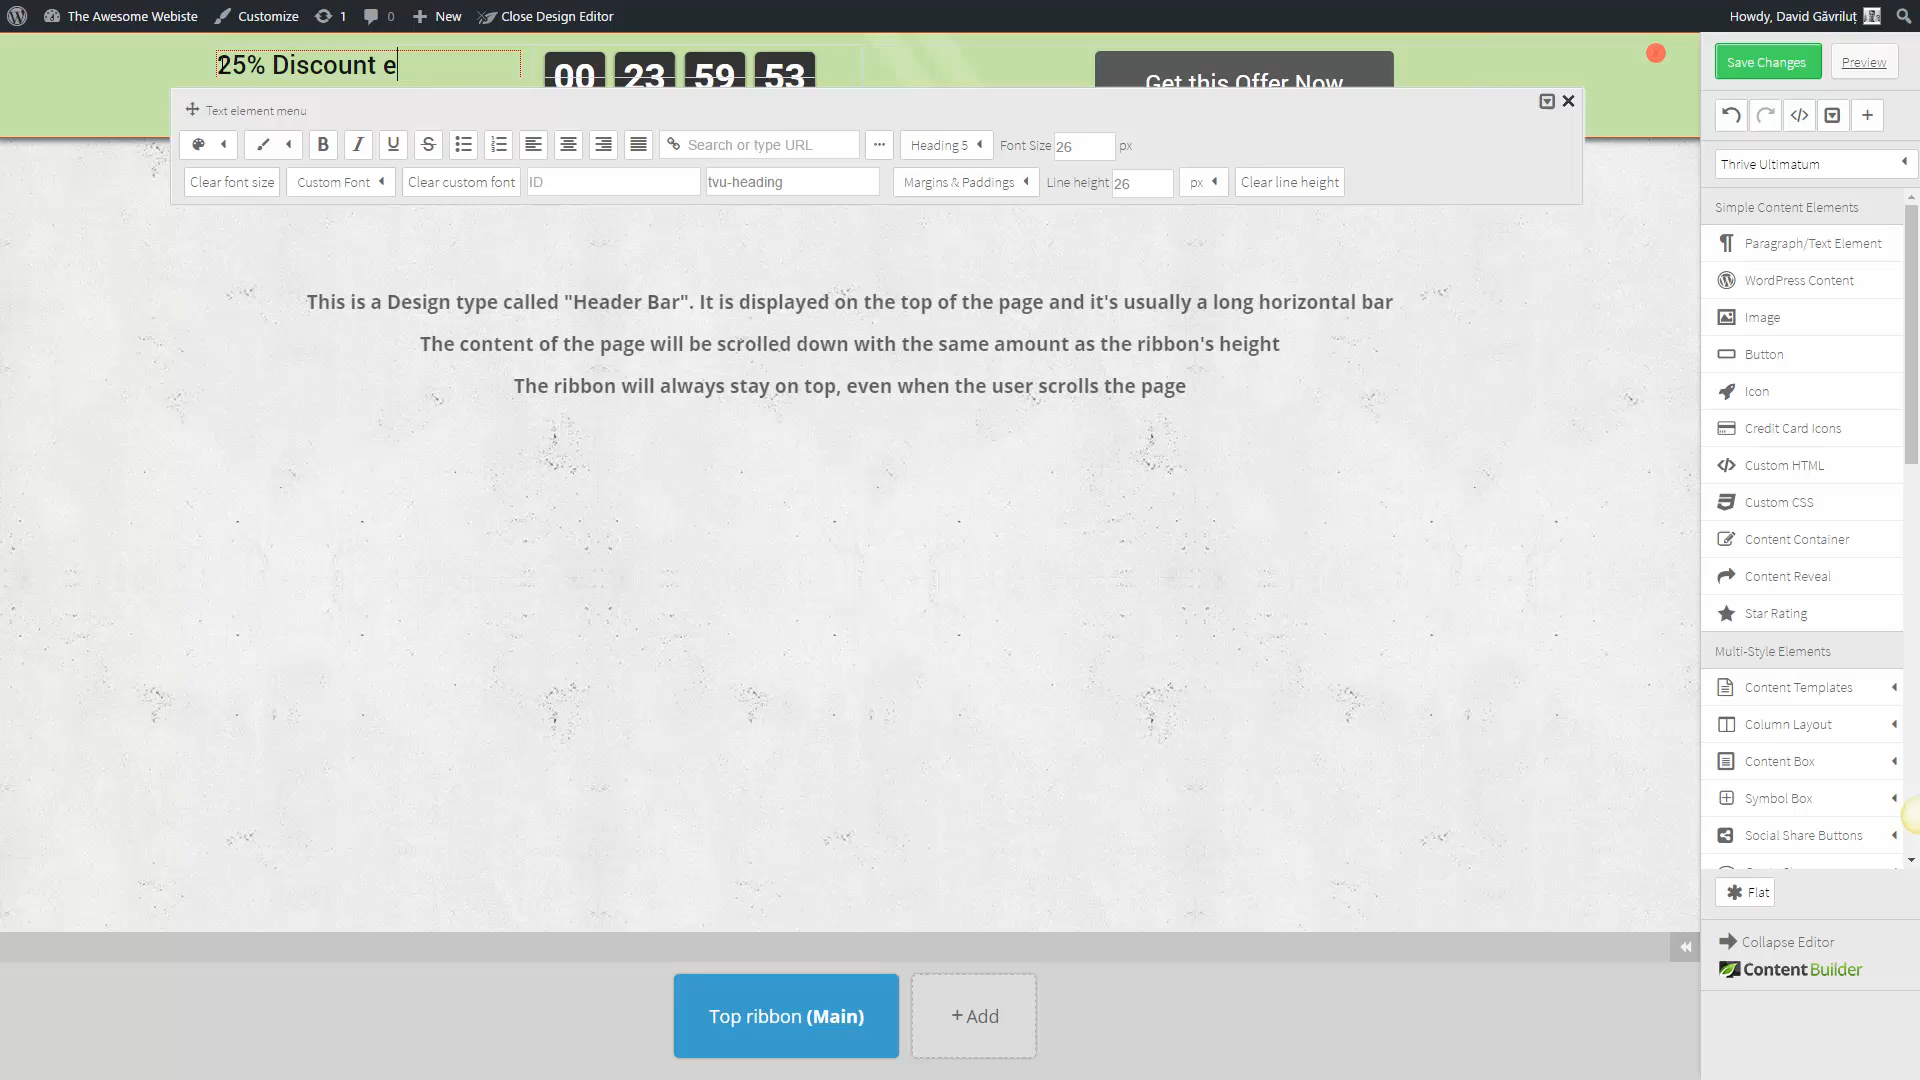 The Awesome Webiste
Customize
1
0
New
Close Design Editor
Howdy, David Găvriluț
25% Discount e
00 23 59 53
Get this Offer Now
Save Changes
Preview
Text element menu
B I U S
Search or type URL
Heading 5
Font Size 26 px
Clear font size
Custom Font
Clear custom font
ID
tvu-heading
Margins & Paddings
Line height 26 px
Clear line height
This is a Design type called "Header Bar". It is displayed on the top of the page and it's usually a long horizontal bar
The content of the page will be scrolled down with the same amount as the ribbon's height
The ribbon will always stay on top, even when the user scrolls the page
Thrive Ultimatum
Simple Content Elements
Paragraph/Text Element
WordPress Content
Image
Button
Icon
Credit Card Icons
Custom HTML
Custom CSS
Content Container
Content Reveal
Star Rating
Multi-Style Elements
Content Templates
Column Layout
Content Box
Symbol Box
Social Share Buttons
Flat
Collapse Editor
Content Builder
Top ribbon (Main)
+ Add